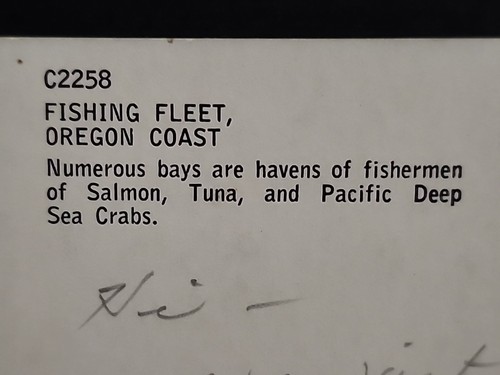 C2258
FISHING FLEET,
OREGON COAST
Numerous bays are havens of fishermen
of Salmon, Tuna, and Pacific Deep
Sea Crabs.
Hi -